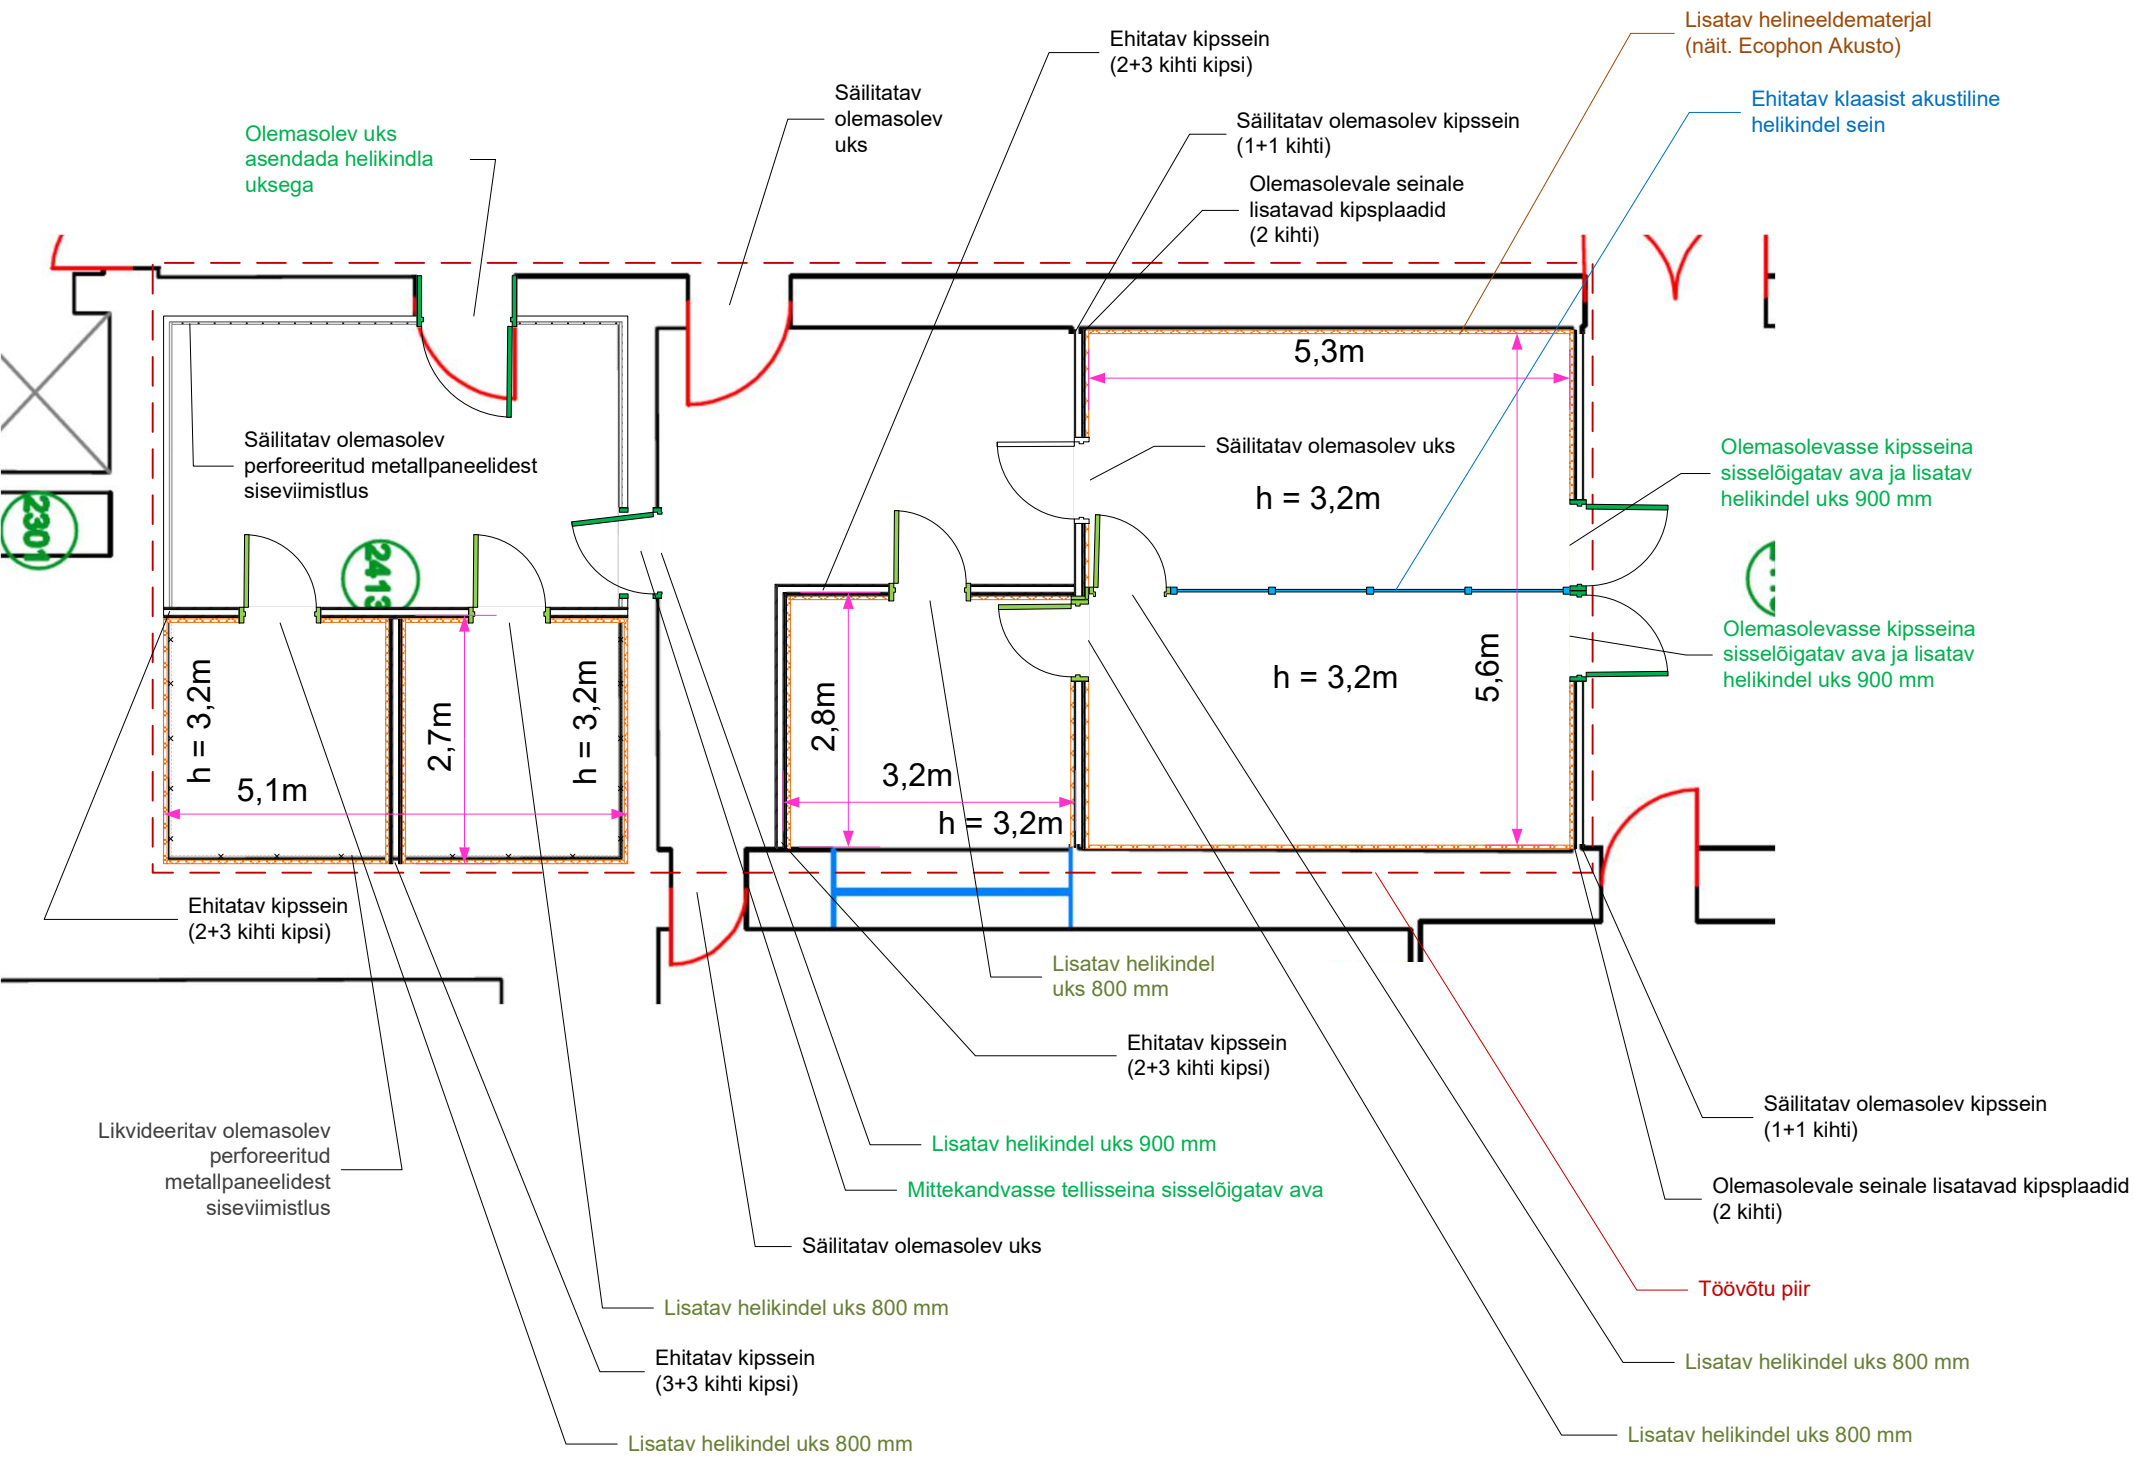 Lisatav helineeldematerjal
(näit. Ecophon Akusto)
Ehitatav kipssein
(2+3 kihti kipsi)
Säilitatav
olemasolev
uks
Ehitatav klaasist akustiline
helikindel sein
Säilitatav olemasolev kipssein
(1+1 kihti)
Olemasolev uks
asendada helikindla
uksega
Olemasolevale seinale
lisatavad kipsplaadid
(2 kihti)
5,3m
Säilitatav olemasolev
perforeeritud metallpaneelidest
siseviimistlus
Säilitatav olemasolev uks
h = 3,2m
Olemasolevasse kipsseina
sisselõigatav ava ja lisatav
helikindel uks 900 mm
2301
2413
Olemasolevasse kipsseina
sisselõigatav ava ja lisatav
helikindel uks 900 mm
h = 3,2m
5,6m
h = 3,2m
2,7m
h = 3,2m
5,1m
2,8m
3,2m
h = 3,2m
Ehitatav kipssein
(2+3 kihti kipsi)
Lisatav helikindel
uks 800 mm
Ehitatav kipssein
(2+3 kihti kipsi)
Säilitatav olemasolev kipssein
(1+1 kihti)
Likvideeritav olemasolev
perforeeritud
metallpaneelidest
siseviimistlus
Lisatav helikindel uks 900 mm
Mittekandvasse tellisseina sisselõigatav ava
Olemasolevale seinale lisatavad kipsplaadid
(2 kihti)
Säilitatav olemasolev uks
Töövõtu piir
Lisatav helikindel uks 800 mm
Ehitatav kipssein
(3+3 kihti kipsi)
Lisatav helikindel uks 800 mm
Lisatav helikindel uks 800 mm
Lisatav helikindel uks 800 mm